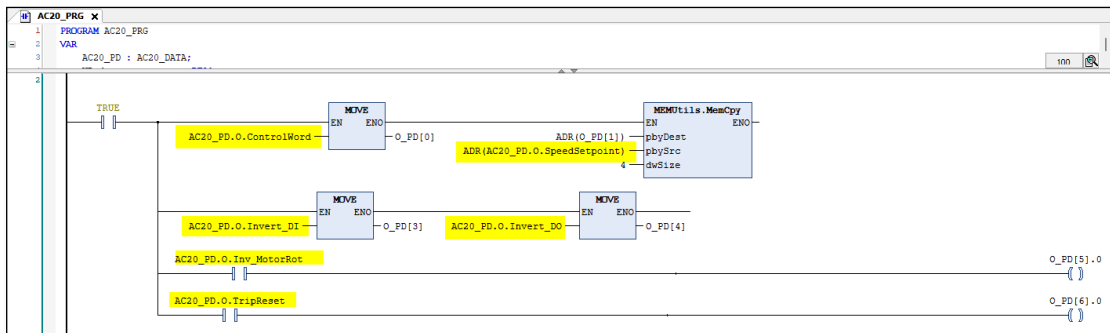 AC20_PRG X
1 PROGRAM AC20_PRG
2 VAR
3 AC20_PD : AC20_DATA;
100
2
TRUE
MOVE
MEMUtils.MemCpy
EN ENO
EN ENO
AC20_PD.O.ControlWord
O_PD[0]
ADR(O_PD[1])
pbyDest
ADR(AC20_PD.O.SpeedSetpoint)
pbySrc
4
dwSize
MOVE
MOVE
EN ENO
EN ENO
AC20_PD.O.Invert_DI
O_PD[3]
AC20_PD.O.Invert_DO
O_PD[4]
AC20_PD.O.Inv_MotorRot
O_PD[5].0
AC20_PD.O.TripReset
O_PD[6].0